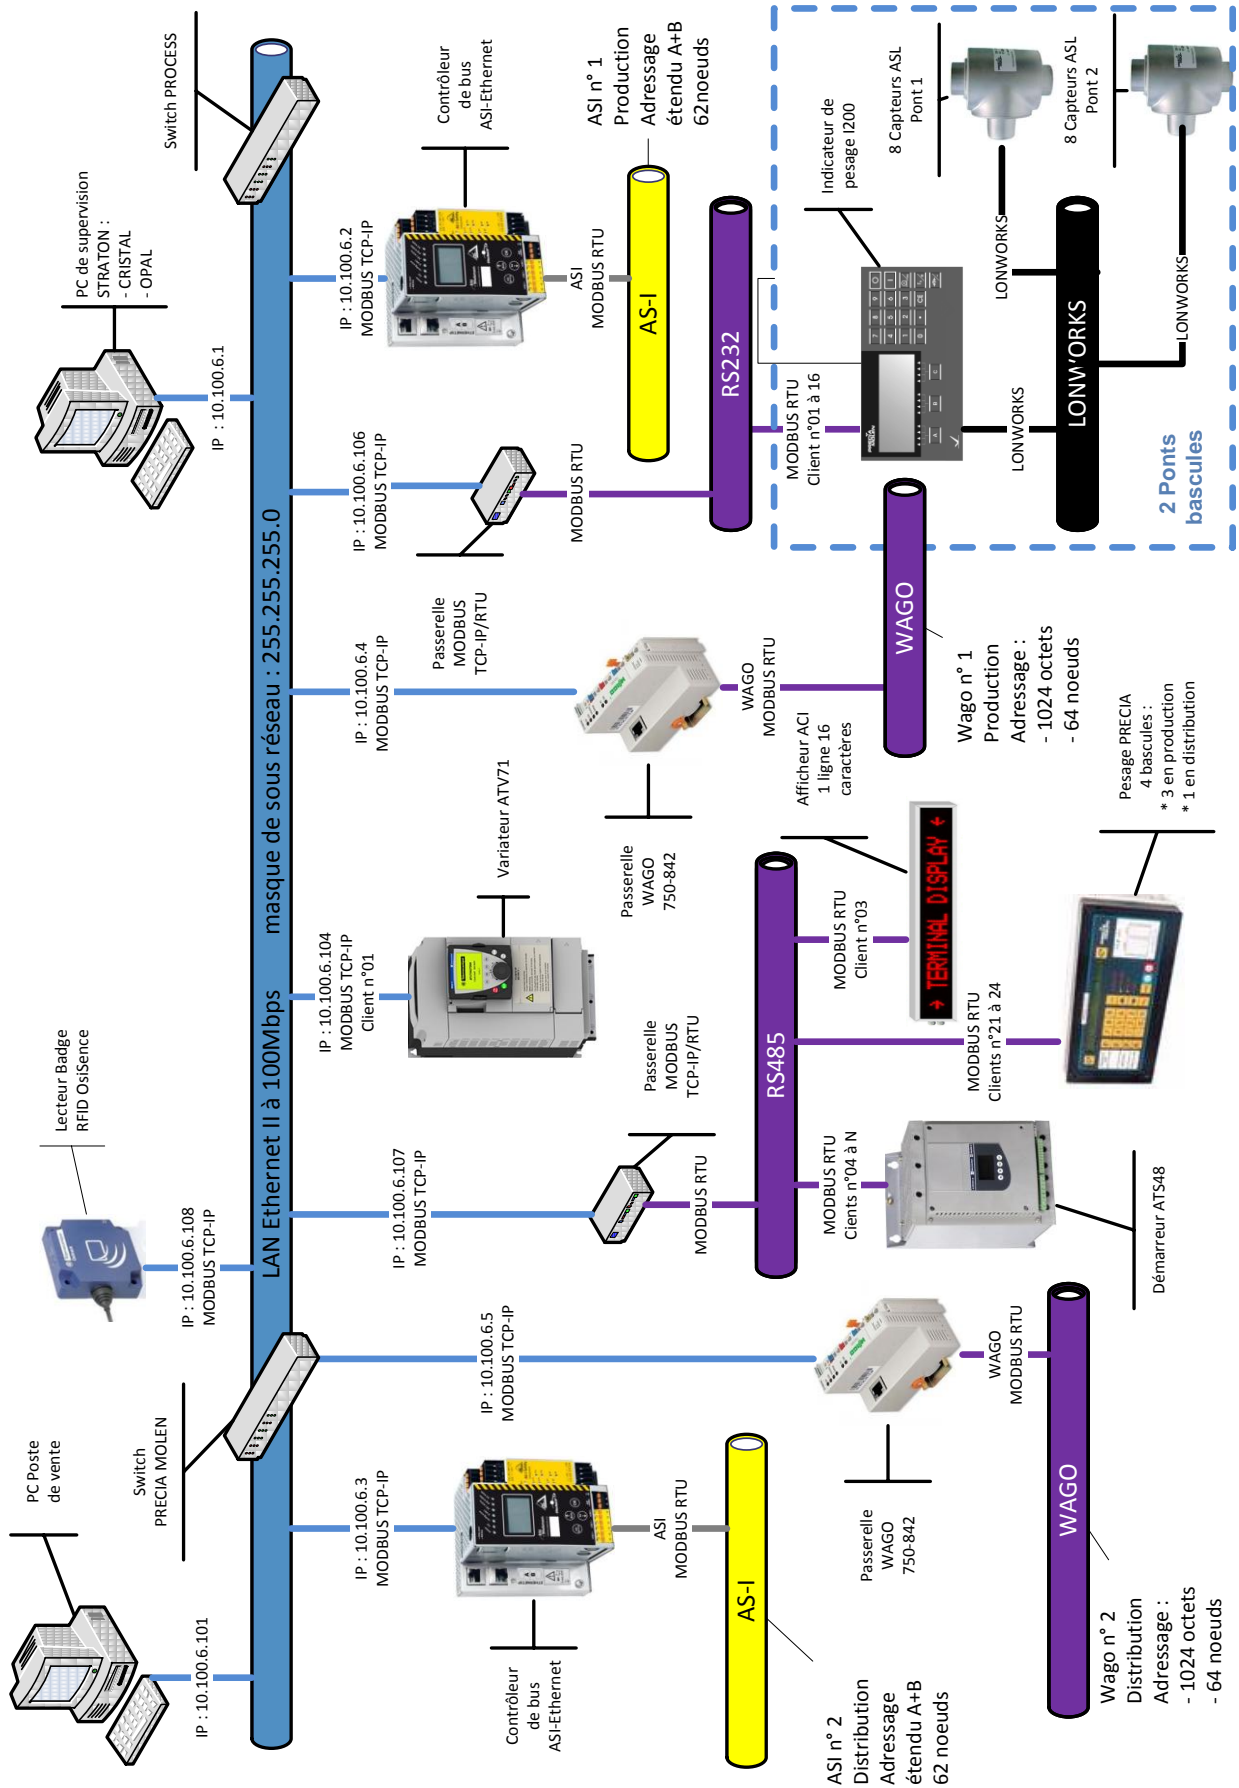 PC Poste
de vente
IP : 10.100.6.101
Switch
PRECIA MOLEN
Lecteur Badge
RFID OsiSence
IP : 10.100.6.108
MODBUS TCP-IP
PC de supervision
STRATON :
- CRISTAL
- OPAL
IP : 10.100.6.1
Switch PROCESS
LAN Ethernet II à 100Mbps masque de sous réseau : 255.255.255.0
IP : 10.100.6.3
MODBUS TCP-IP
IP : 10.100.6.5
MODBUS TCP-IP
IP : 10.100.6.107
MODBUS TCP-IP
IP : 10.100.6.104
MODBUS TCP-IP
Client n°01
IP : 10.100.6.4
MODBUS TCP-IP
IP : 10.100.6.106
MODBUS TCP-IP
IP : 10.100.6.2
MODBUS TCP-IP
Contrôleur
de bus
ASI-Ethernet
Variateur ATV71
Passerelle
MODBUS
TCP-IP/RTU
Contrôleur
de bus
ASI-Ethernet
ASI
MODBUS RTU
Passerelle
MODBUS
TCP-IP/RTU
MODBUS RTU
Passerelle
WAGO
750-842
MODBUS RTU
ASI
MODBUS RTU
ASI n° 1
Production
Adressage
étendu A+B
62noeuds
AS-I
AS-I
RS232
RS485
WAGO
MODBUS RTU
MODBUS RTU
Client n°01 à 16
Indicateur de
pesage I200
8 Capteurs ASL
Pont 1
8 Capteurs ASL
Pont 2
ASI n° 2
Distribution
Adressage
étendu A+B
62 noeuds
Passerelle
WAGO
750-842
WAGO
MODBUS RTU
MODBUS RTU
Cients n°04 à N
MODBUS RTU
Clients n°21 à 24
MODBUS RTU
Client n°03
Afficheur ACI
1 ligne 16
caractères
TERMINAL DISPLAY
WAGO
Wago n° 1
Production
Adressage :
- 1024 octets
- 64 noeuds
LONWORKS
LONWORKS
LONWORKS
LONWORKS
2 Ponts
bascules
Démarreur ATS48
Pesage PRECIA
4 bascules :
* 3 en production
* 1 en distribution
WAGO
Wago n° 2
Distribution
Adressage :
- 1024 octets
- 64 noeuds